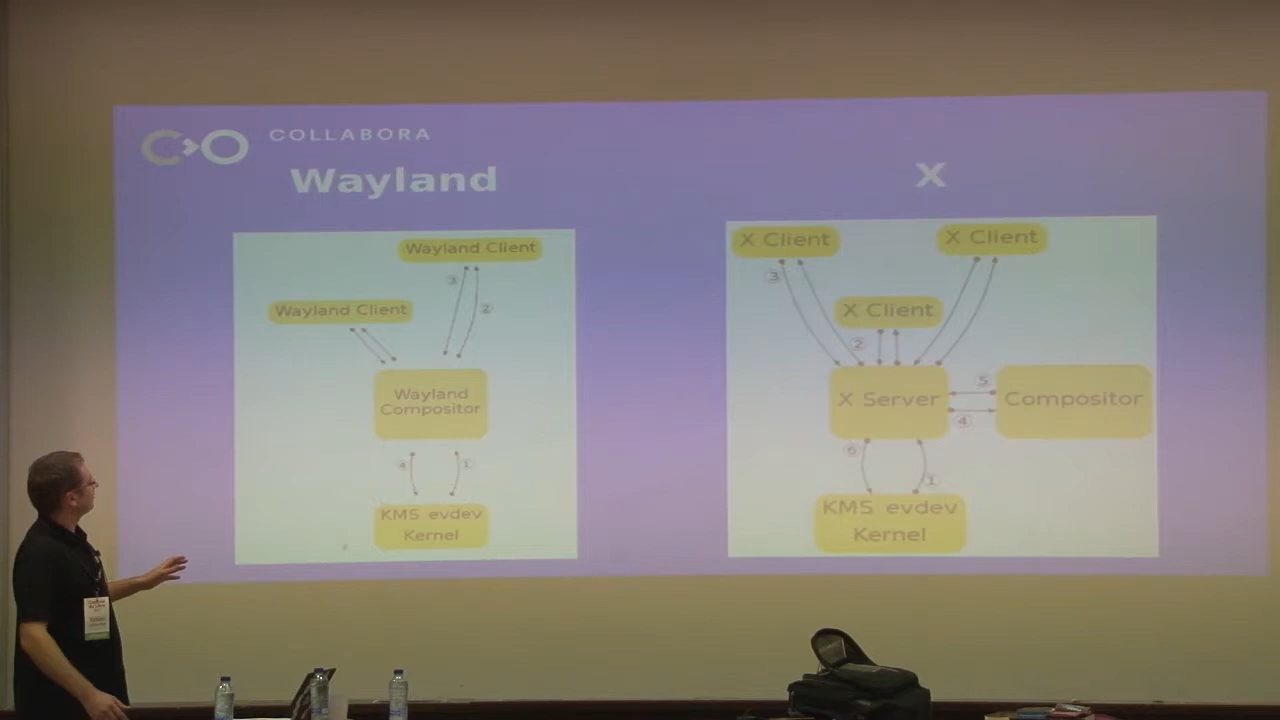 COLLABORA
Wayland
X
Wayland Client
③
②
Wayland Client
Wayland
Compositor
④
①
KMS evdev
Kernel
X Client
X Client
③
X Client
②
X Server
⑤
④
Compositor
⑥
①
KMS evdev
Kernel